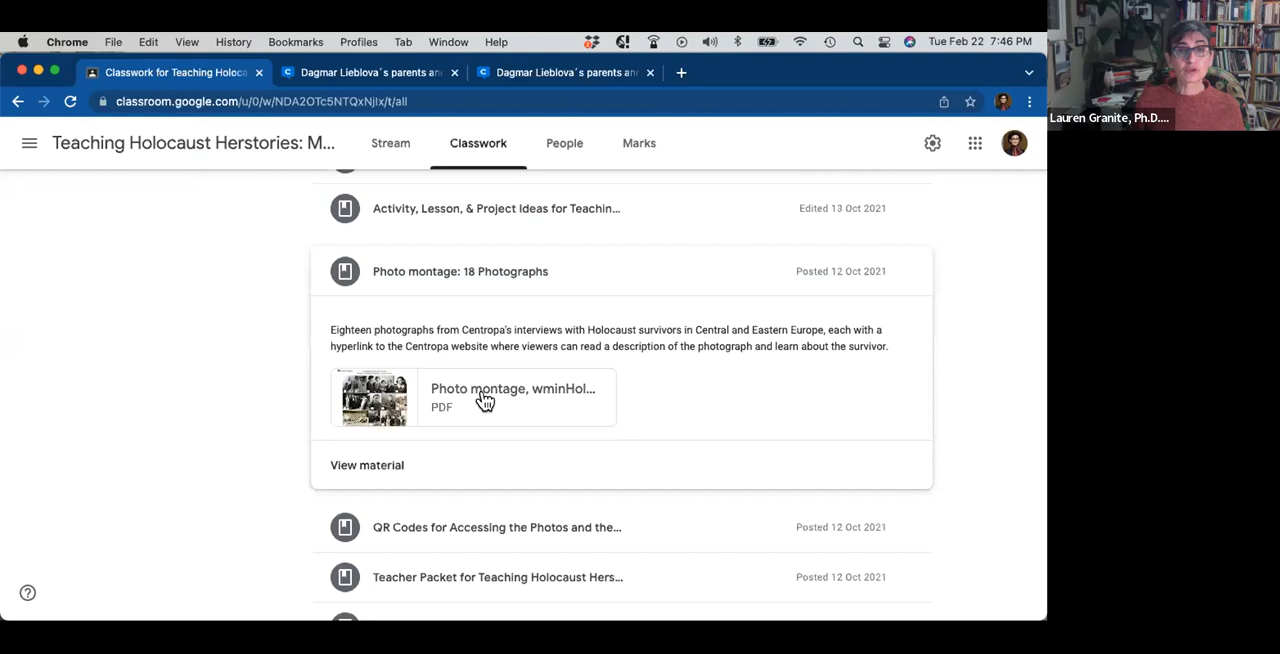 Chrome File Edit View History Bookmarks Profiles Tab Window Help Tue Feb 22 7:46 PM
Classwork for Teaching Holoca Dagmar Lieblova´s parents an Dagmar Lieblova´s parents an
classroom.google.com/u/0/w/NDA2OTc5NTQxNjIx/t/all
Lauren Granite, Ph.D....
Teaching Holocaust Herstories: M... Stream Classwork People Marks
Activity, Lesson, & Project Ideas for Teachin... Edited 13 Oct 2021
Photo montage: 18 Photographs Posted 12 Oct 2021
Eighteen photographs from Centropa's interviews with Holocaust survivors in Central and Eastern Europe, each with a
hyperlink to the Centropa website where viewers can read a description of the photograph and learn about the survivor.
Photo montage, wminHol...
PDF
View material
QR Codes for Accessing the Photos and the... Posted 12 Oct 2021
Teacher Packet for Teaching Holocaust Hers... Posted 12 Oct 2021